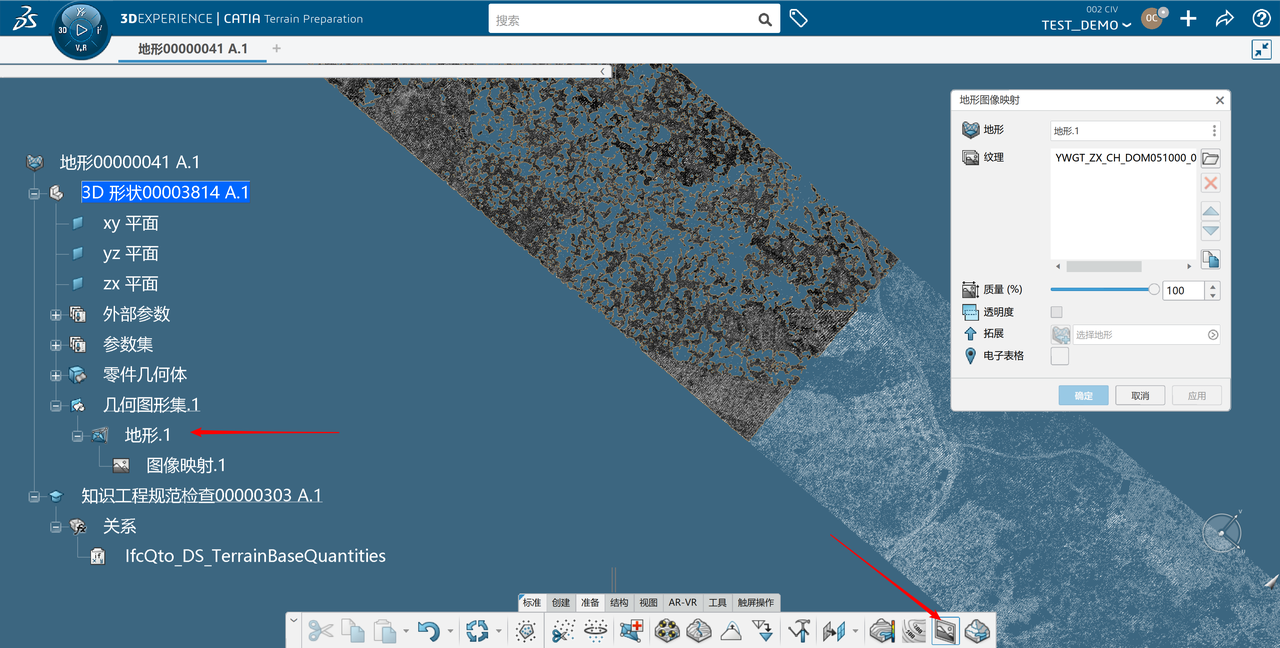 3DEXPERIENCE | CATIA Terrain Preparation
搜索
002 CIV
TEST_DEMO
OC
3D
V.R
地形00000041 A.1
地形00000041 A.1
3D 形状00003814 A.1
xy 平面
yz 平面
zx 平面
外部参数
参数集
零件几何体
几何图形集.1
地形.1
图像映射.1
知识工程规范检查00000303 A.1
关系
IfcQto_DS_TerrainBaseQuantities
地形图像映射
地形
地形.1
纹理
YWGT_ZX_CH_DOM051000_0
质量 (%)
100
透明度
拓展
选择地形
电子表格
确定
取消
应用
标准
创建
准备
结构
视图
AR-VR
工具
触屏操作